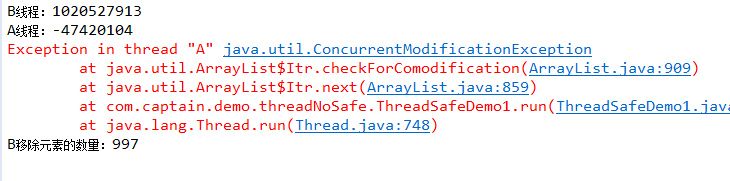 B线程：1020527913
A线程：-47420104
Exception in thread "A" java.util.ConcurrentModificationException
at java.util.ArrayList$Itr.checkForComodification(ArrayList.java:909)
at java.util.ArrayList$Itr.next(ArrayList.java:859)
at com.captain.demo.threadNoSafe.ThreadSafeDemo1.run(ThreadSafeDemo1.java
at java.lang.Thread.run(Thread.java:748)
B移除元素的数量：997